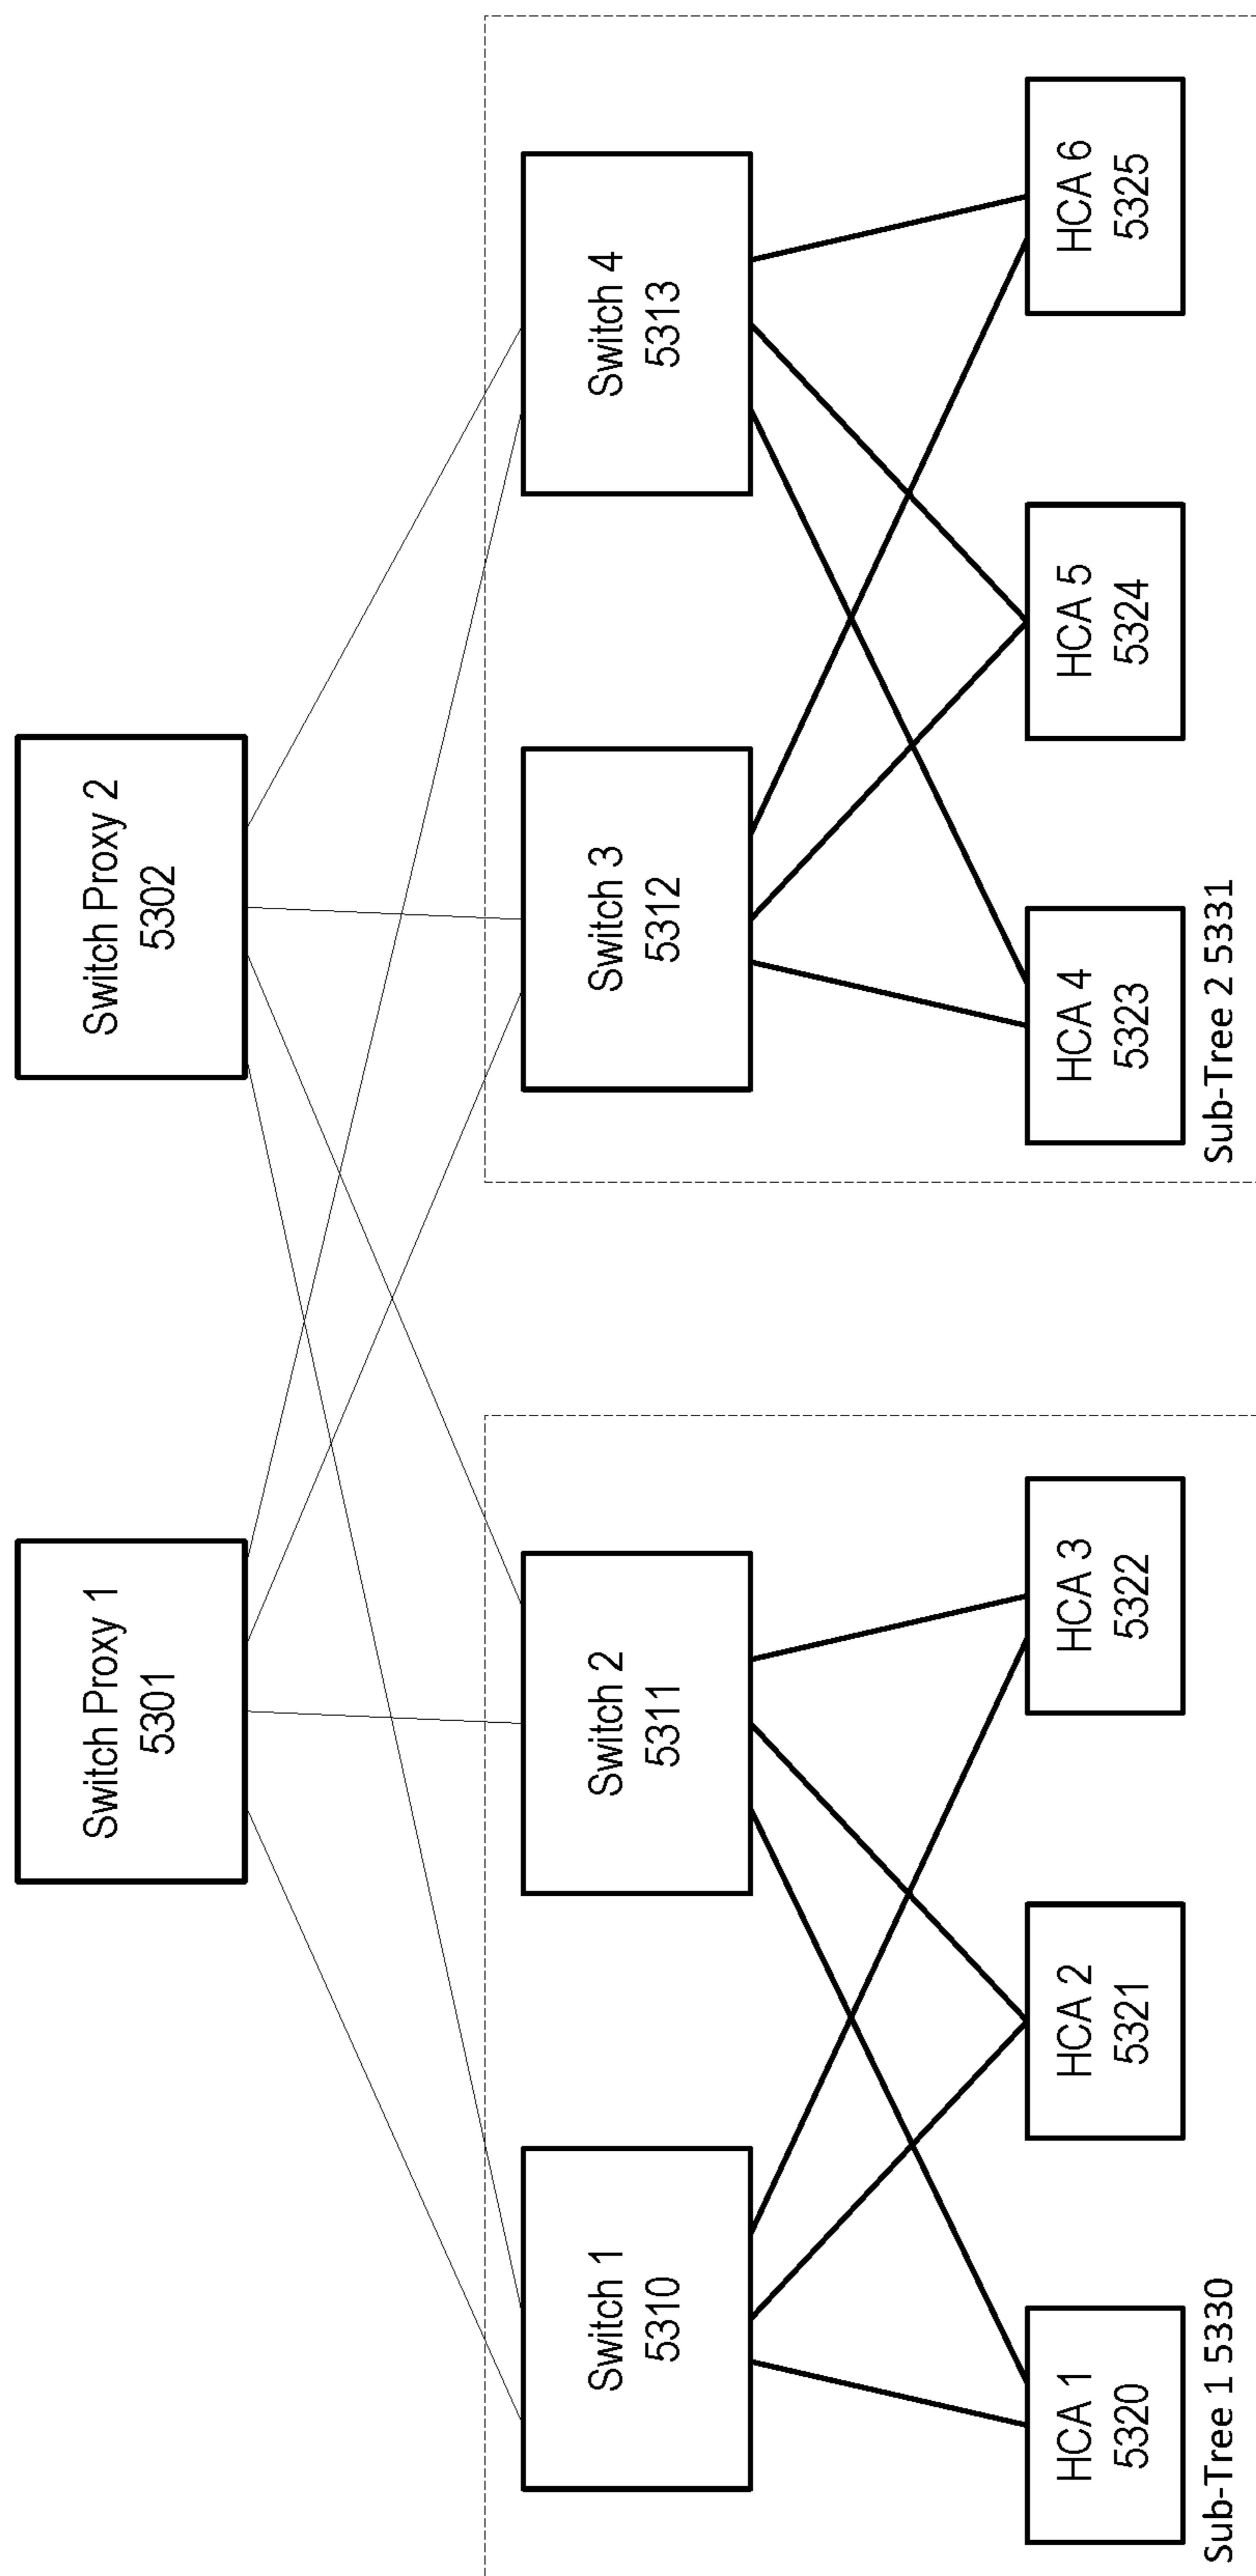 Switch Proxy 1
5301
Switch Proxy 2
5302
Switch 1
5310
Switch 2
5311
Switch 3
5312
Switch 4
5313
HCA 1
5320
HCA 2
5321
HCA 3
5322
HCA 4
5323
HCA 5
5324
HCA 6
5325
Sub-Tree 1 5330
Sub-Tree 2 5331